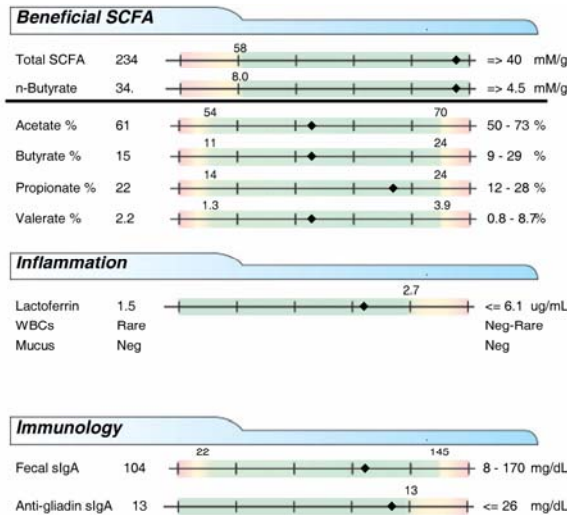 Beneficial SCFA
58
Total SCFA 234 => 40 mM/g
8.0
n-Butyrate 34. => 4.5 mM/g
54 70
Acetate % 61 50 - 73 %
11 24
Butyrate % 15 9 - 29 %
14 24
Propionate % 22 12 - 28 %
1.3 3.9
Valerate % 2.2 0.8 - 8.7%
Inflammation
2.7
Lactoferrin 1.5 <= 6.1 ug/mL
WBCs Rare Neg-Rare
Mucus Neg Neg
Immunology
22 145
Fecal sIgA 104 8 - 170 mg/dL
13
Anti-gliadin sIgA 13 <= 26 mg/dL